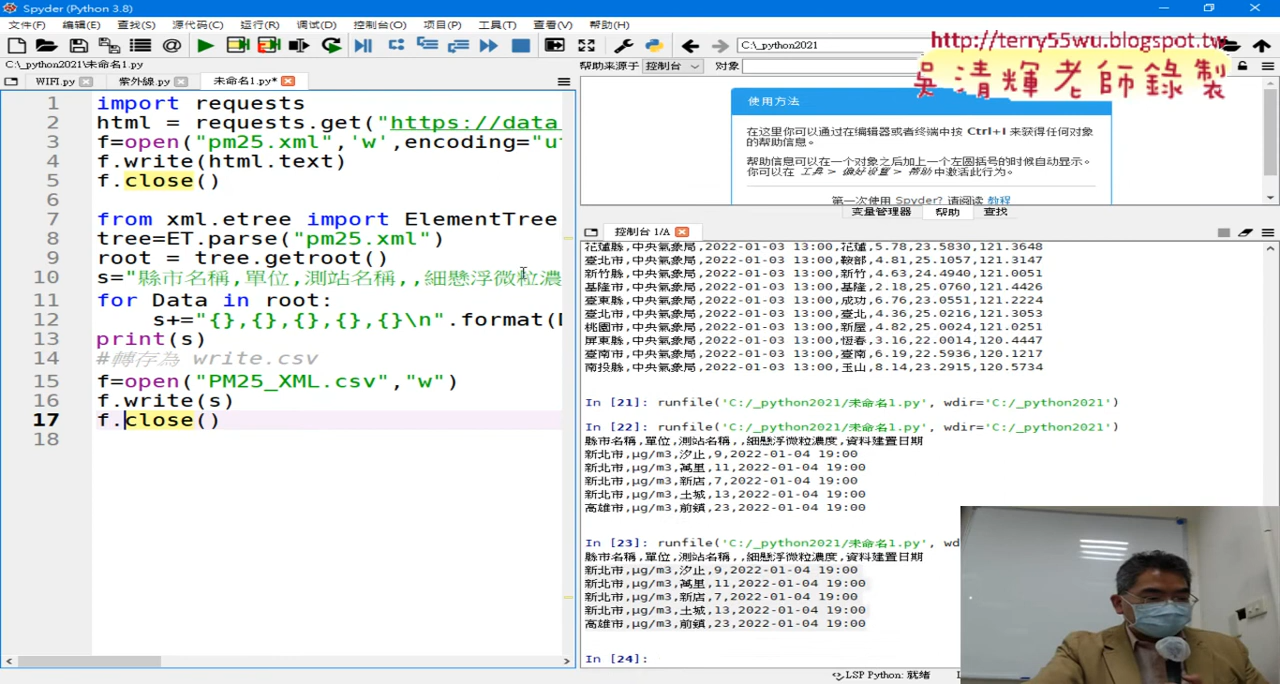 Spyder (Python 3.8)
文件(F) 编辑(E) 查找(S) 源代码(C) 运行(R) 调试(D) 控制台(O) 项目(P) 工具(T) 查看(V) 帮助(H)
C:\_python2021
http://terry55wu.blogspot.tw
吳清輝老師錄製
C:\_python2021\未命名1.py
帮助来源于 控制台 对象
WIFI.py 紫外線.py 未命名1.py*
1 import requests
2 html = requests.get("https://data
3 f=open("pm25.xml",'w',encoding="u
4 f.write(html.text)
5 f.close()
6
7 from xml.etree import ElementTree
8 tree=ET.parse("pm25.xml")
9 root = tree.getroot()
10 s="縣市名稱,單位,測站名稱,,細懸浮微粒濃
11 for Data in root:
12 s+="{},{},{},{},{}\n".format(
13 print(s)
14 #轉存為 write.csv
15 f=open("PM25_XML.csv","w")
16 f.write(s)
17 f.close()
18
使用方法
在这里你可以通过在编辑器或者终端中按 Ctrl+I 来获得任何对象
的帮助信息。
帮助信息可以在一个对象之后加上一个左圆括号的时候自动显示。
你可以在 工具 > 偏好设置 > 帮助 中激活此行为。
第一次使用 Spyder? 请阅读 教程
变量管理器 帮助 查找
控制台 1/A
花蓮縣,中央氣象局,2022-01-03 13:00,花蓮,5.78,23.5830,121.3648
臺北市,中央氣象局,2022-01-03 13:00,鞍部,4.81,25.1057,121.3147
新竹縣,中央氣象局,2022-01-03 13:00,新竹,4.63,24.4940,121.0051
基隆市,中央氣象局,2022-01-03 13:00,基隆,2.18,25.0760,121.4426
臺東縣,中央氣象局,2022-01-03 13:00,成功,6.76,23.0551,121.2224
臺北市,中央氣象局,2022-01-03 13:00,臺北,4.36,25.0216,121.3053
桃園市,中央氣象局,2022-01-03 13:00,新屋,4.82,25.0024,121.0251
屏東縣,中央氣象局,2022-01-03 13:00,恆春,3.16,22.0014,120.4447
臺南市,中央氣象局,2022-01-03 13:00,臺南,6.19,22.5936,120.1217
南投縣,中央氣象局,2022-01-03 13:00,玉山,8.14,23.2915,120.5734
In [21]: runfile('C:/_python2021/未命名1.py', wdir='C:/_python2021')
In [22]: runfile('C:/_python2021/未命名1.py', wdir='C:/_python2021')
縣市名稱,單位,測站名稱,,細懸浮微粒濃度,資料建置日期
新北市,μg/m3,汐止,9,2022-01-04 19:00
新北市,μg/m3,萬里,11,2022-01-04 19:00
新北市,μg/m3,新店,7,2022-01-04 19:00
新北市,μg/m3,土城,13,2022-01-04 19:00
高雄市,μg/m3,前鎮,23,2022-01-04 19:00
In [23]: runfile('C:/_python2021/未命名1.py', wd
縣市名稱,單位,測站名稱,,細懸浮微粒濃度,資料建置日期
新北市,μg/m3,汐止,9,2022-01-04 19:00
新北市,μg/m3,萬里,11,2022-01-04 19:00
新北市,μg/m3,新店,7,2022-01-04 19:00
新北市,μg/m3,土城,13,2022-01-04 19:00
高雄市,μg/m3,前鎮,23,2022-01-04 19:00
In [24]:
LSP Python: 就绪